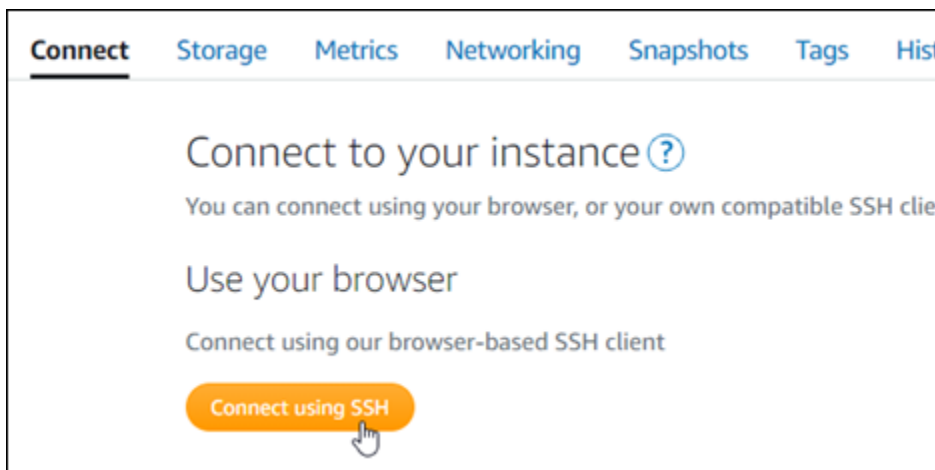 Connect Storage Metrics Networking Snapshots Tags
Connect to your instance ?
You can connect using your browser, or your own compatible SSH
Use your browser
Connect using our browser-based SSH client
Connect using SSH